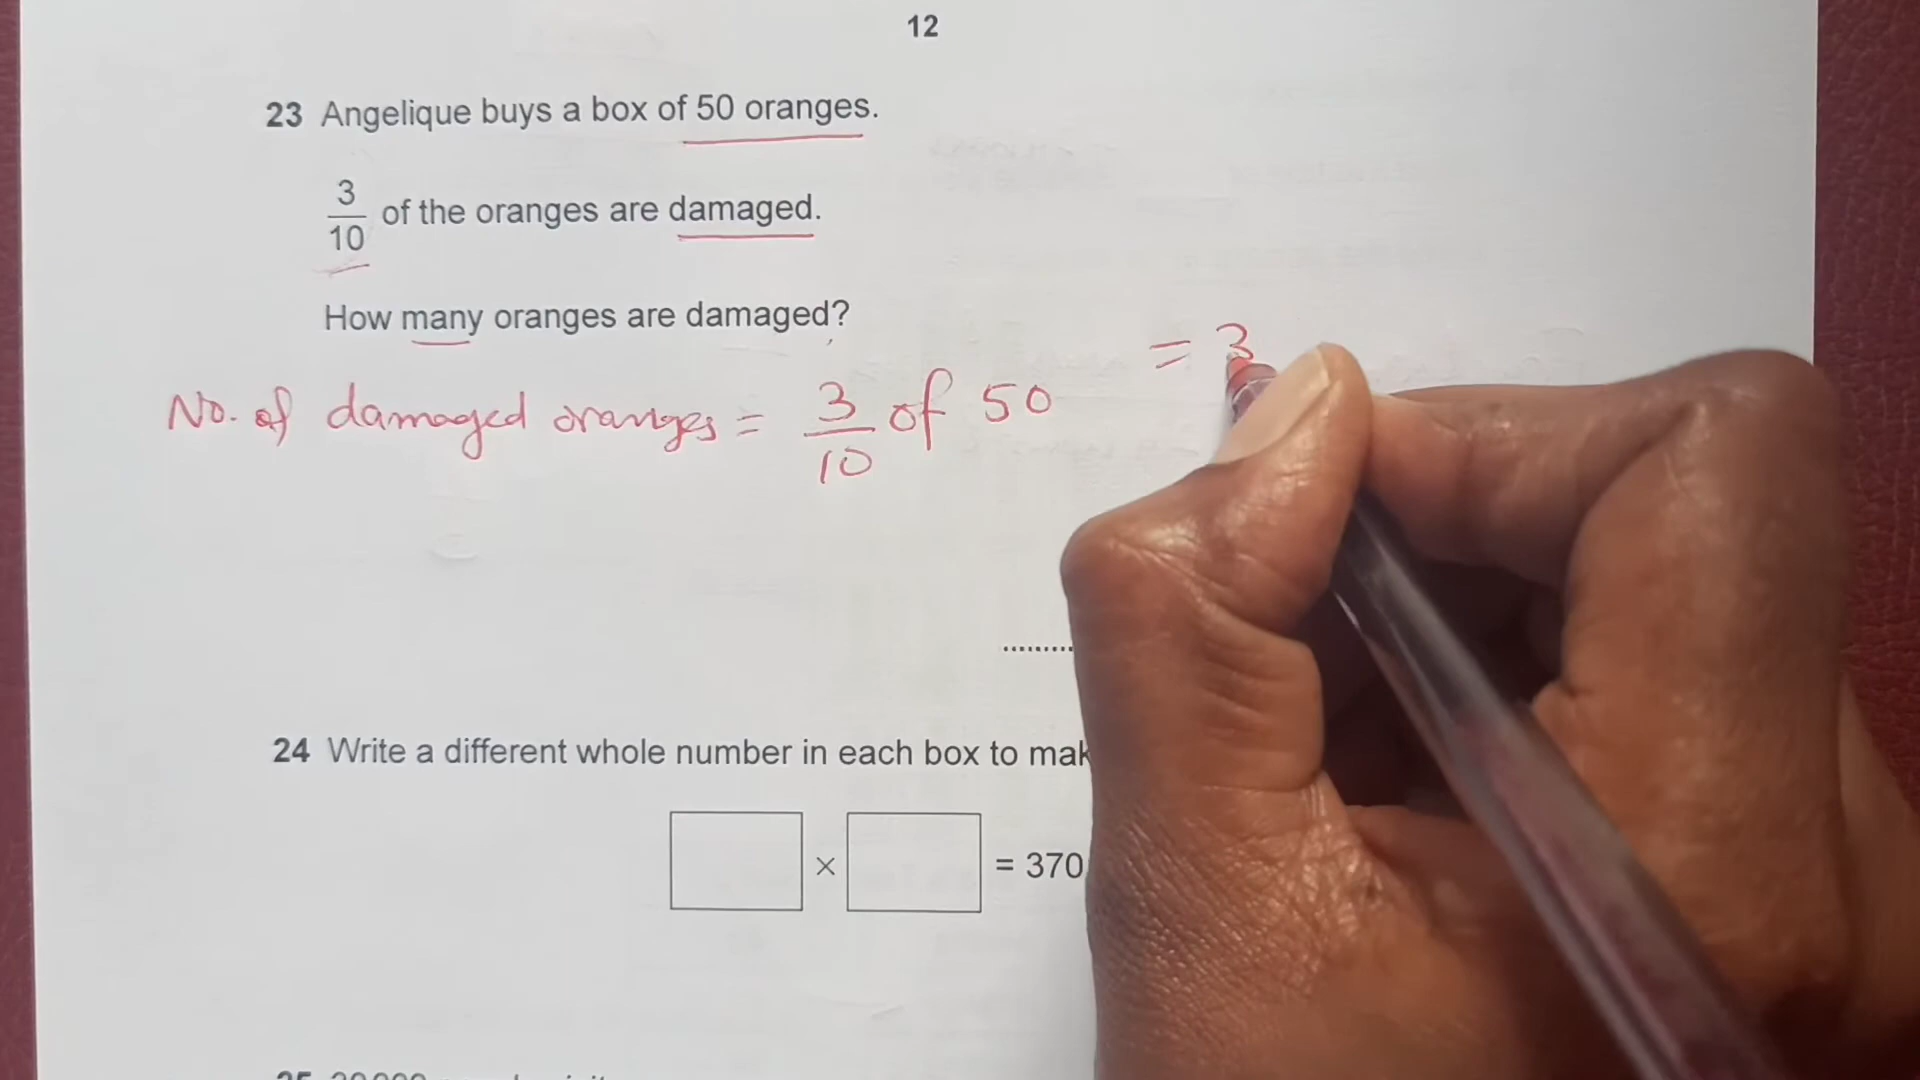 12
23 Angelique buys a box of 50 oranges.
3/10 of the oranges are damaged.
How many oranges are damaged?
= 3
No. of damaged oranges = 3/10 of 50
24 Write a different whole number in each box to
× = 370